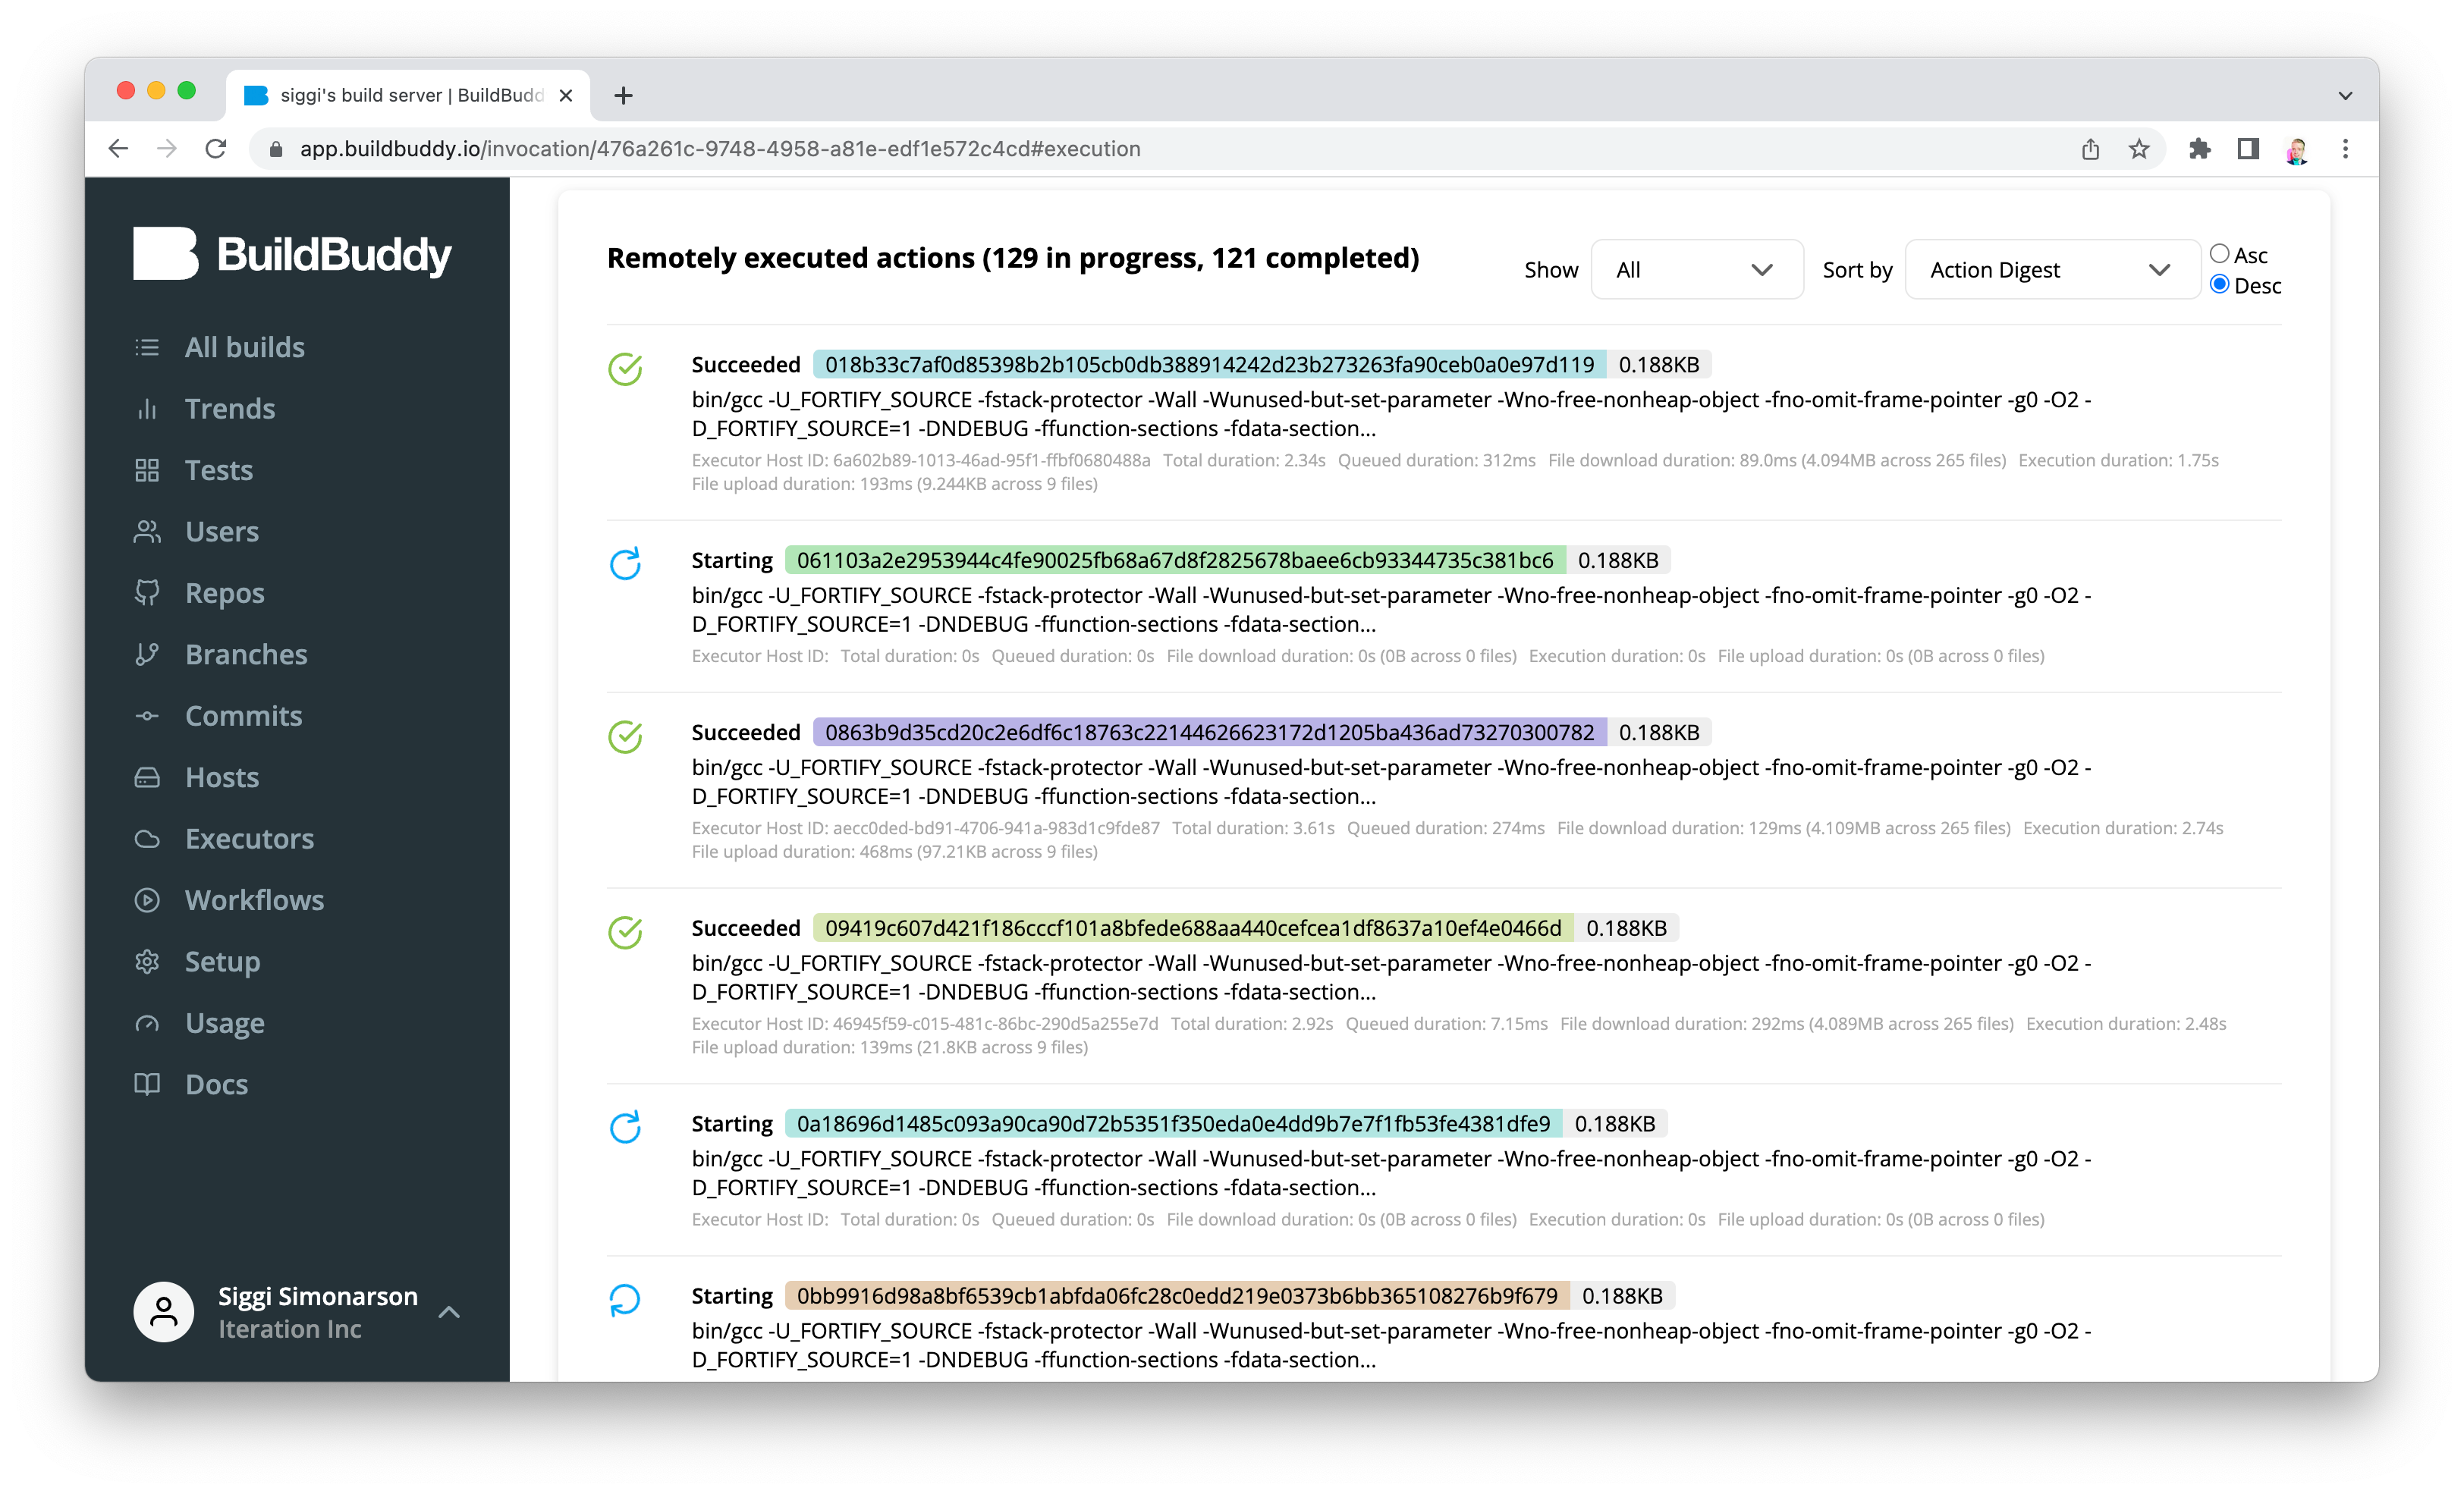 siggi's build server | BuildBudd
app.buildbuddy.io/invocation/476a261c-9748-4958-a81e-edf1e572c4cd#execution
BuildBuddy
All builds
Trends
Tests
Users
Repos
Branches
Commits
Hosts
Executors
Workflows
Setup
Usage
Docs
Siggi Simonarson
Iteration Inc
Remotely executed actions (129 in progress, 121 completed)
Show All Sort by Action Digest Asc
Desc
Succeeded 018b33c7af0d85398b2b105cb0db388914242d23b273263fa90ceb0a0e97d119 0.188KB
bin/gcc -U_FORTIFY_SOURCE -fstack-protector -Wall -Wunused-but-set-parameter -Wno-free-nonheap-object -fno-omit-frame-pointer -g0 -O2 -
D_FORTIFY_SOURCE=1 -DNDEBUG -ffunction-sections -fdata-section...
Executor Host ID: 6a602b89-1013-46ad-95f1-ffbf0680488a Total duration: 2.34s Queued duration: 312ms File download duration: 89.0ms (4.094MB across 265 files) Execution duration: 1.75s
File upload duration: 193ms (9.244KB across 9 files)
Starting 061103a2e2953944c4fe90025fb68a67d8f2825678baee6cb93344735c381bc6 0.188KB
bin/gcc -U_FORTIFY_SOURCE -fstack-protector -Wall -Wunused-but-set-parameter -Wno-free-nonheap-object -fno-omit-frame-pointer -g0 -O2 -
D_FORTIFY_SOURCE=1 -DNDEBUG -ffunction-sections -fdata-section...
Executor Host ID: Total duration: 0s Queued duration: 0s File download duration: 0s (0B across 0 files) Execution duration: 0s File upload duration: 0s (0B across 0 files)
Succeeded 0863b9d35cd20c2e6df6c18763c22144626623172d1205ba436ad73270300782 0.188KB
bin/gcc -U_FORTIFY_SOURCE -fstack-protector -Wall -Wunused-but-set-parameter -Wno-free-nonheap-object -fno-omit-frame-pointer -g0 -O2 -
D_FORTIFY_SOURCE=1 -DNDEBUG -ffunction-sections -fdata-section...
Executor Host ID: aecc0ded-bd91-4706-941a-983d1c9fde87 Total duration: 3.61s Queued duration: 274ms File download duration: 129ms (4.109MB across 265 files) Execution duration: 2.74s
File upload duration: 468ms (97.21KB across 9 files)
Succeeded 09419c607d421f186cccf101a8bfede688aa440cefcea1df8637a10ef4e0466d 0.188KB
bin/gcc -U_FORTIFY_SOURCE -fstack-protector -Wall -Wunused-but-set-parameter -Wno-free-nonheap-object -fno-omit-frame-pointer -g0 -O2 -
D_FORTIFY_SOURCE=1 -DNDEBUG -ffunction-sections -fdata-section...
Executor Host ID: 46945f59-c015-481c-86bc-290d5a255e7d Total duration: 2.92s Queued duration: 7.15ms File download duration: 292ms (4.089MB across 265 files) Execution duration: 2.48s
File upload duration: 139ms (21.8KB across 9 files)
Starting 0a18696d1485c093a90ca90d72b5351f350eda0e4dd9b7e7f1fb53fe4381dfe9 0.188KB
bin/gcc -U_FORTIFY_SOURCE -fstack-protector -Wall -Wunused-but-set-parameter -Wno-free-nonheap-object -fno-omit-frame-pointer -g0 -O2 -
D_FORTIFY_SOURCE=1 -DNDEBUG -ffunction-sections -fdata-section...
Executor Host ID: Total duration: 0s Queued duration: 0s File download duration: 0s (0B across 0 files) Execution duration: 0s File upload duration: 0s (0B across 0 files)
Starting 0bb9916d98a8bf6539cb1abfda06fc28c0edd219e0373b6bb365108276b9f679 0.188KB
bin/gcc -U_FORTIFY_SOURCE -fstack-protector -Wall -Wunused-but-set-parameter -Wno-free-nonheap-object -fno-omit-frame-pointer -g0 -O2 -
D_FORTIFY_SOURCE=1 -DNDEBUG -ffunction-sections -fdata-section...